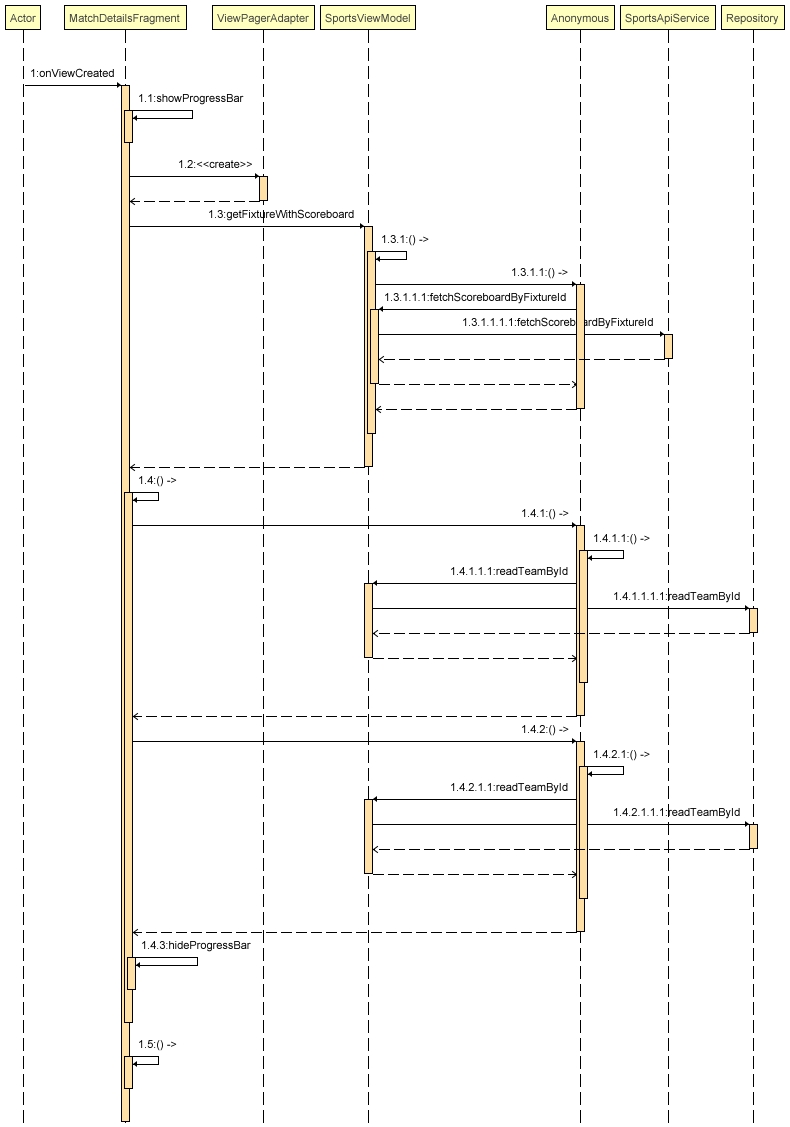 Actor
MatchDetailsFragment
ViewPagerAdapter
SportsViewModel
Anonymous
SportsApiService
Repository
1:onViewCreated
1.1:showProgressBar
1.2:<<create>>
1.3:getFixtureWithScoreboard
1.3.1:() ->
1.3.1.1:() ->
1.3.1.1.1:fetchScoreboardByFixtureId
1.3.1.1.1.1:fetchScoreboardByFixtureId
1.4:() ->
1.4.1:() ->
1.4.1.1:() ->
1.4.1.1.1:readTeamById
1.4.1.1.1.1:readTeamById
1.4.2:() ->
1.4.2.1:() ->
1.4.2.1.1:readTeamById
1.4.2.1.1.1:readTeamById
1.4.3:hideProgressBar
1.5:() ->